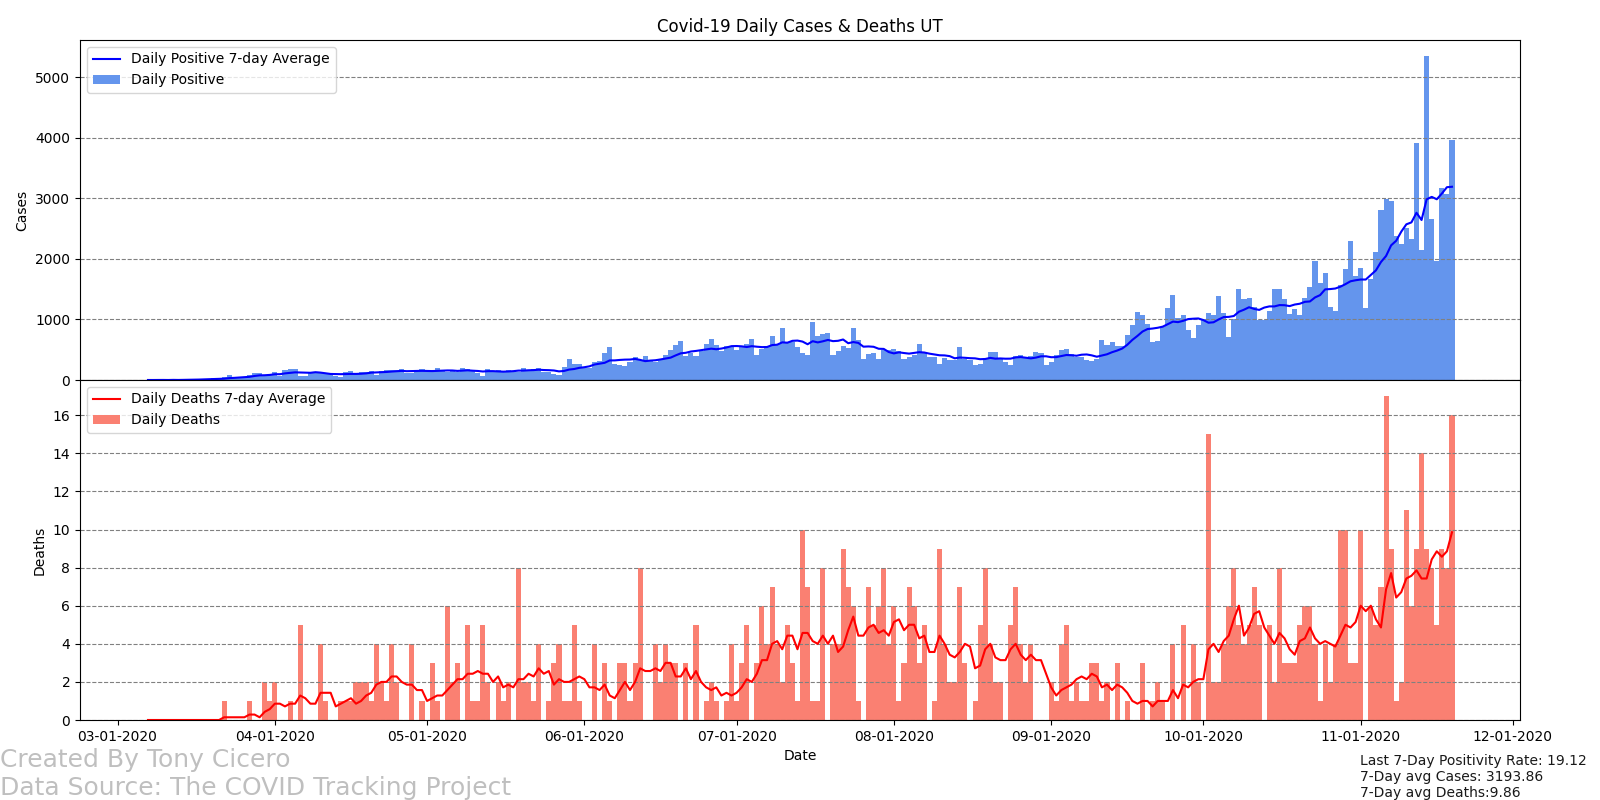 Covid-19 Daily Cases & Deaths UT
Daily Positive 7-day Average
Daily Positive
5000
4000
3000
2000
1000
0
Cases
Daily Deaths 7-day Average
Daily Deaths
16
14
12
10
8
6
4
2
0
Deaths
03-01-2020 04-01-2020 05-01-2020 06-01-2020 07-01-2020 08-01-2020 09-01-2020 10-01-2020 11-01-2020 12-01-2020
Date
Created By Tony Cicero
Data Source: The COVID Tracking Project
Last 7-Day Positivity Rate: 19.12
7-Day avg Cases: 3193.86
7-Day avg Deaths:9.86